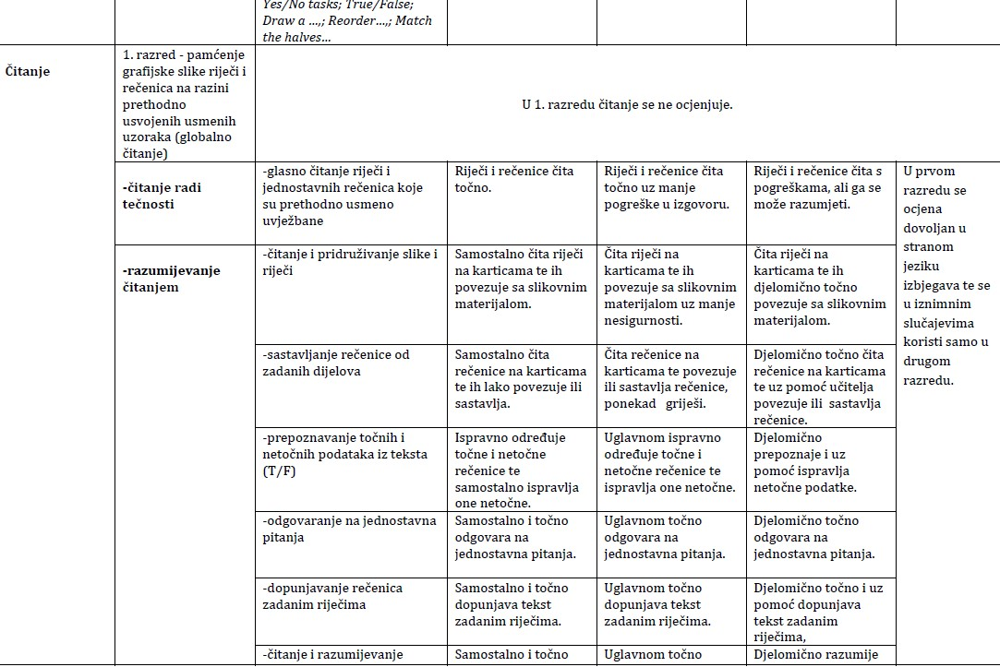 Yes/No tasks; True/False;
Draw a …,; Reorder…,; Match
the halves…
Čitanje
1. razred - pamćenje
grafijske slike riječi i
rečenica na razini
prethodno
usvojenih usmenih
uzoraka (globalno
čitanje)
U 1. razredu čitanje se ne ocjenjuje.
-čitanje radi
tečnosti
-glasno čitanje riječi i
jednostavnih rečenica koje
su prethodno usmeno
uvježbane
Riječi i rečenice čita
točno.
Riječi i rečenice čita
točno uz manje
pogreške u izgovoru.
Riječi i rečenice čita s
pogreškama, ali ga se
može razumjeti.
U prvom
razredu se
ocjena
dovoljan u
stranom
jeziku
izbjegava te se
u iznimnim
slučajevima
koristi samo u
drugom
razredu.
-razumijevanje
čitanjem
-čitanje i pridruživanje slike i
riječi
Samostalno čita riječi
na karticama te ih
povezuje sa slikovnim
materijalom.
Čita riječi na
karticama te ih
povezuje sa slikovnim
materijalom uz manje
nesigurnosti.
Čita riječi na
karticama te ih
djelomično točno
povezuje sa slikovnim
materijalom.
-sastavljanje rečenice od
zadanih dijelova
Samostalno čita
rečenice na karticama
te ih lako povezuje ili
sastavlja.
Čita rečenice na
karticama te povezuje
ili sastavlja rečenice,
ponekad griješi.
Djelomično točno čita
rečenice na karticama
te uz pomoć učitelja
povezuje ili sastavlja
rečenice.
-prepoznavanje točnih i
netočnih podataka iz teksta
(T/F)
Ispravno određuje
točne i netočne
rečenice te
samostalno ispravlja
one netočne.
Uglavnom ispravno
određuje točne i
netočne rečenice te
ispravlja one netočne.
Djelomično
prepoznaje i uz
pomoć ispravlja
netočne podatke.
-odgovaranje na jednostavna
pitanja
Samostalno i točno
odgovara na
jednostavna pitanja.
Uglavnom točno
odgovara na
jednostavna pitanja.
Djelomično točno
odgovara na
jednostavna pitanja.
-dopunjavanje rečenica
zadanim riječima
Samostalno i točno
dopunjava tekst
zadanim riječima.
Uglavnom točno
dopunjava tekst
zadanim riječima.
Djelomično točno i uz
pomoć dopunjava
tekst zadanim
riječima,
-čitanje i razumijevanje
Samostalno i točno
Uglavnom točno
Djelomično razumije